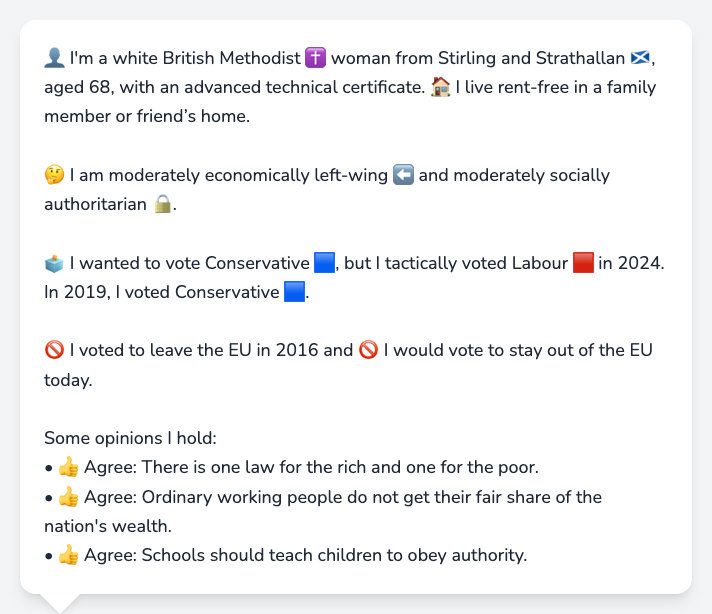 👤 I'm a white British Methodist ✝️ woman from Stirling and Strathallan 🏴󠁧󠁢󠁳󠁣󠁴󠁿,
aged 68, with an advanced technical certificate. 🏠 I live rent-free in a family
member or friend’s home.
🤔 I am moderately economically left-wing ⬅️ and moderately socially
authoritarian 🔒.
🗳️ I wanted to vote Conservative 🟦, but I tactically voted Labour 🟥 in 2024.
In 2019, I voted Conservative 🟦.
🚫 I voted to leave the EU in 2016 and 🚫 I would vote to stay out of the EU
today.
Some opinions I hold:
• 👍 Agree: There is one law for the rich and one for the poor.
• 👍 Agree: Ordinary working people do not get their fair share of the
nation's wealth.
• 👍 Agree: Schools should teach children to obey authority.